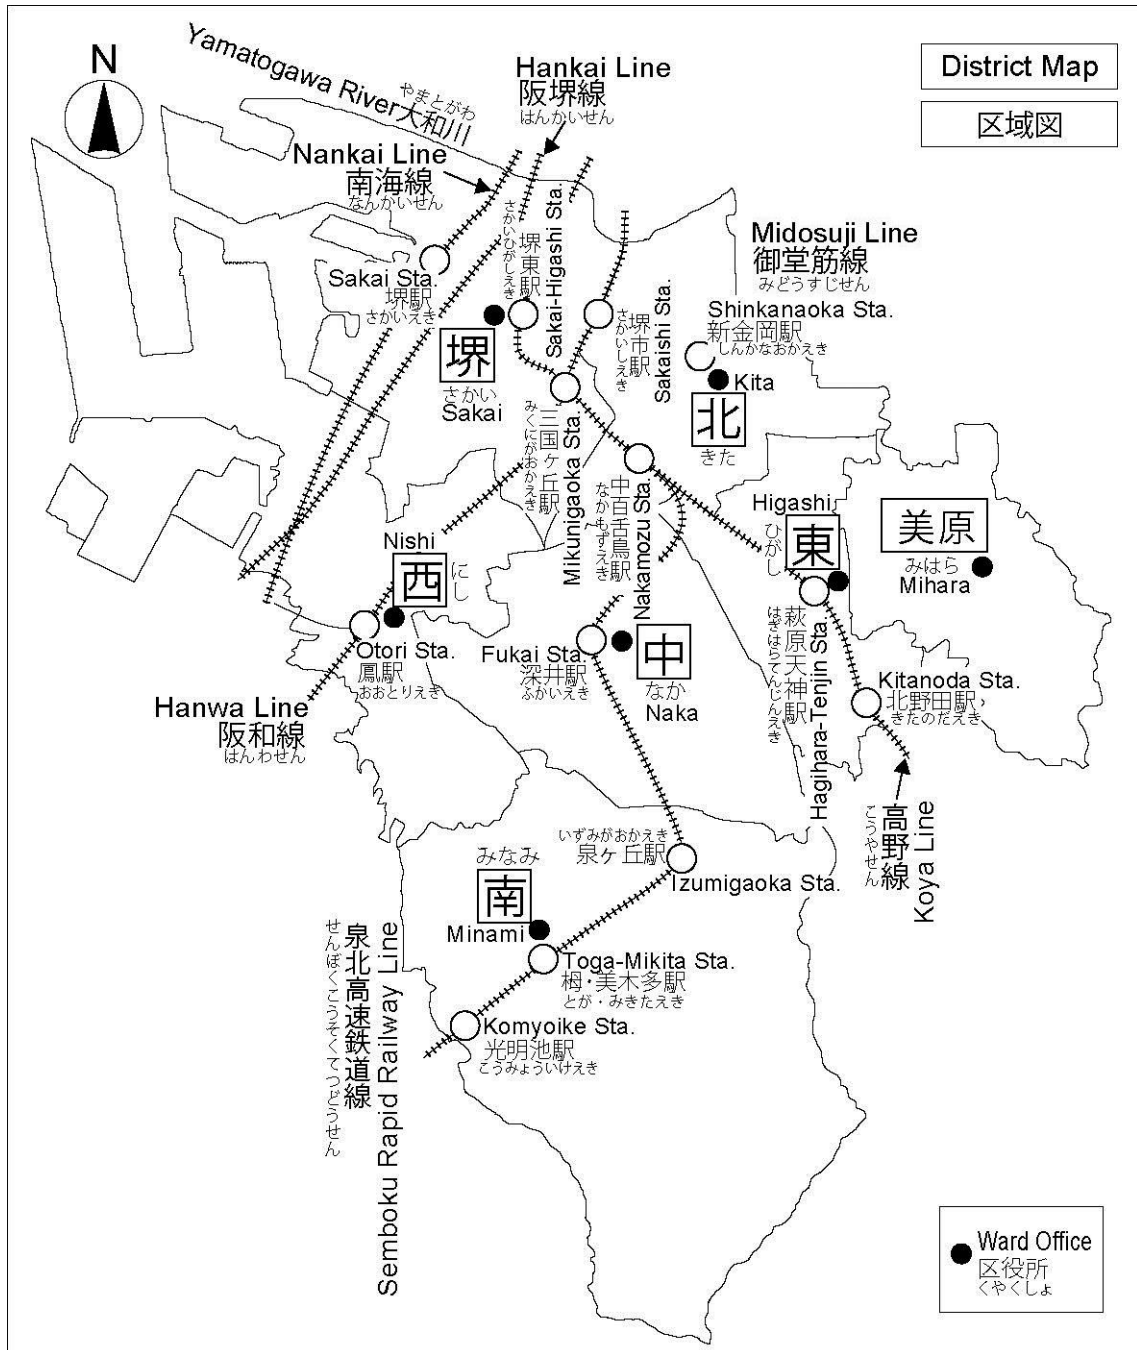 N
Yamatogawa River大和川
やまとがわ
Hankai Line
阪堺線
はんかいせん
District Map
区域図
Nankai Line
南海線
なんかいせん
Midosuji Line
御堂筋線
みどうすじせん
Sakai Sta.
堺駅
さかいえき
さかいひがしえき
堺東駅
Sakai-Higashi Sta.
さかいしえき
堺市駅
Sakaishi Sta.
Shinkanaoka Sta.
新金岡駅
しんかなおかえき
堺
さかい
Sakai
Kita
北
きた
みくにがおかえき
三国ヶ丘駅
Mikunigaoka Sta.
なかもずえき
中百舌鳥駅
Nakamozu Sta.
Higashi
ひがし
東
美原
みはら
Mihara
Nishi
西
にし
Otori Sta.
鳳駅
おおとりえき
Fukai Sta.
深井駅
ふかいえき
中
なか
Naka
はぎはらてんじんえき
萩原天神駅
Hagihara-Tenjin Sta.
Kitanoda Sta.
北野田駅
きたのだえき
Hanwa Line
阪和線
はんわせん
こうやせん
高野線
Koya Line
いずみがおかえき
泉ヶ丘駅
Izumigaoka Sta.
みなみ
南
Minami
Toga-Mikita Sta.
栂・美木多駅
とが・みきたえき
Komyoike Sta.
光明池駅
こうみょういけえき
せんぼくこうそくてつどうせん
泉北高速鉄道線
Semboku Rapid Railway Line
Ward Office
区役所
くやくしょ